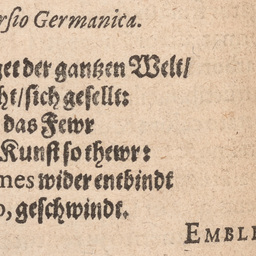 rsio Germanica.
get der gantzen Welt/
ht/sich gesellt:
das Fewr
Kunst so thewr:
mes wider entbindt
o, geschwindt.
EMBLE